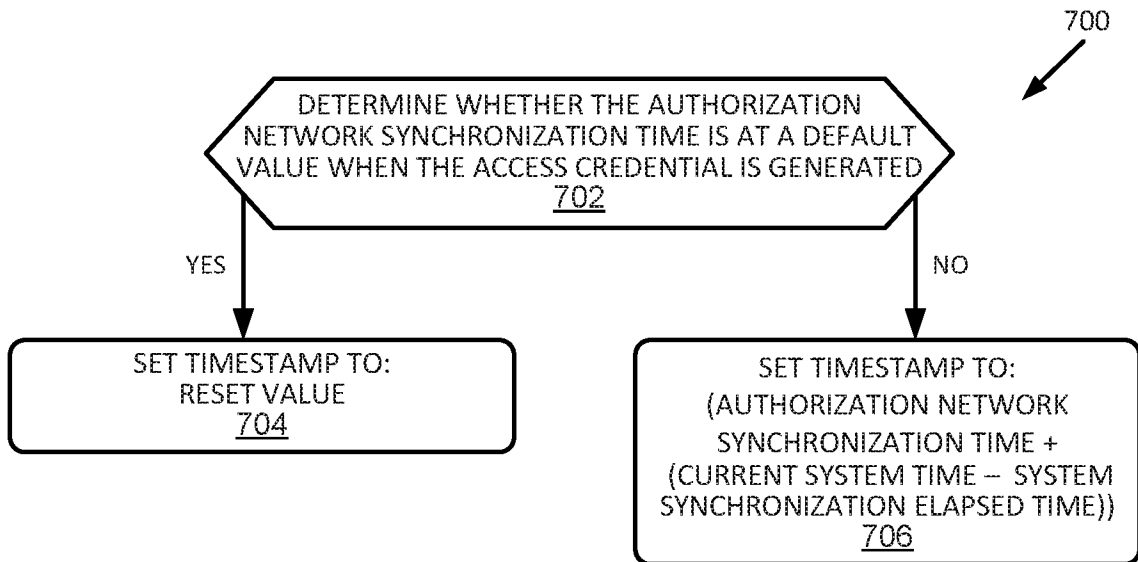 700
DETERMINE WHETHER THE AUTHORIZATION
NETWORK SYNCHRONIZATION TIME IS AT A DEFAULT
VALUE WHEN THE ACCESS CREDENTIAL IS GENERATED
702
YES
NO
SET TIMESTAMP TO:
RESET VALUE
704
SET TIMESTAMP TO:
(AUTHORIZATION NETWORK
SYNCHRONIZATION TIME +
(CURRENT SYSTEM TIME – SYSTEM
SYNCHRONIZATION ELAPSED TIME))
706